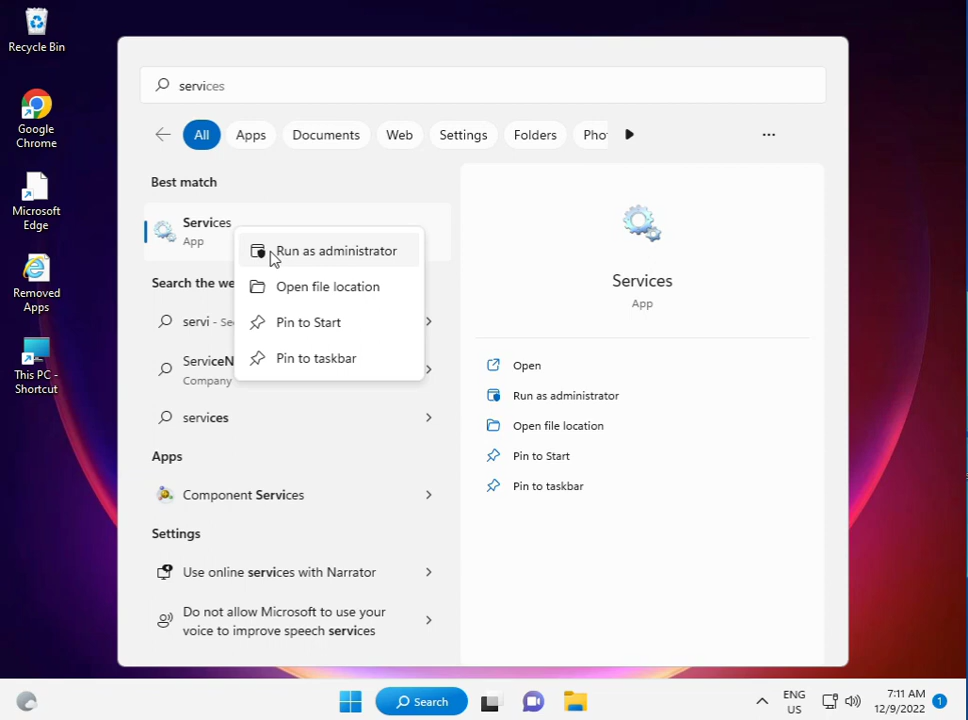 Recycle Bin
Google
Chrome
Microsoft
Edge
Removed
Apps
This PC -
Shortcut
services
All
Apps
Documents
Web
Settings
Folders
Best match
Services
App
Run as administrator
Open file location
Pin to Start
Pin to taskbar
Search the we
servi
ServiceN
Company
services
Apps
Component Services
Settings
Use online services with Narrator
Do not allow Microsoft to use your
voice to improve speech services
Services
App
Open
Run as administrator
Open file location
Pin to Start
Pin to taskbar
Search
ENG
US
7:11 AM
12/9/2022
1